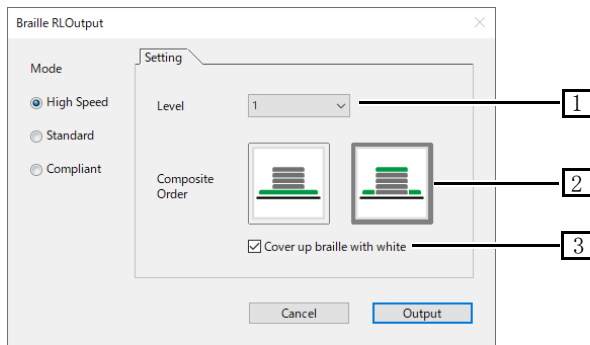 Braille RLOutput
Mode
High Speed
Standard
Compliant
Setting
Level
1
1
Composite
Order
2
Cover up braille with white
3
Cancel
Output